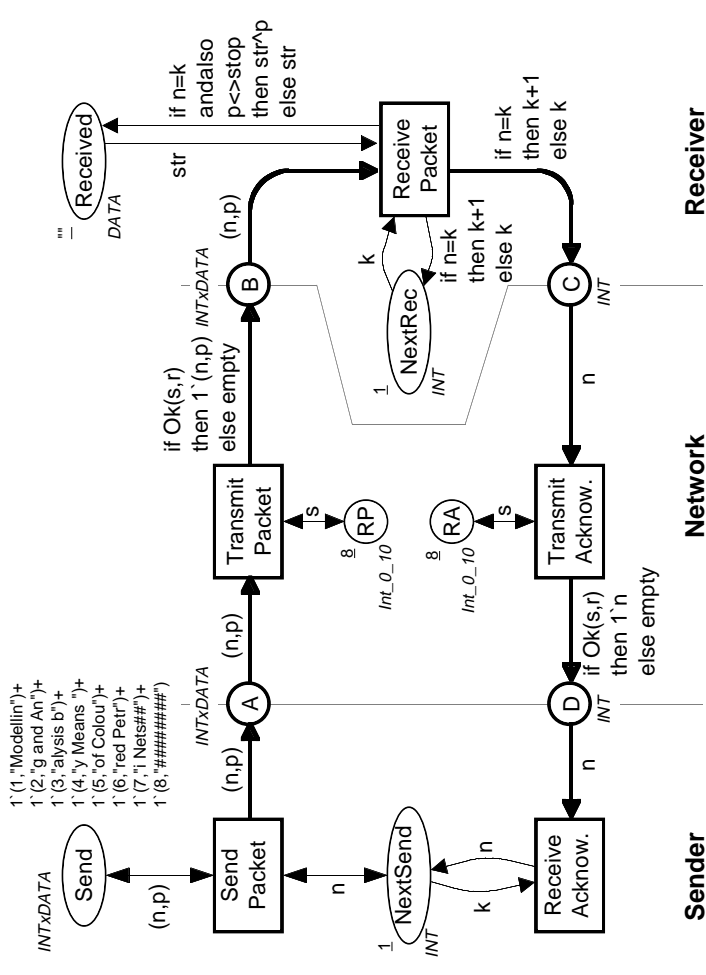 1`(1,"Modellin")+
1`(2,"g and An")+
1`(3,"alysis b")+
1`(4,"y Means ")+
1`(5,"of Colou")+
1`(6,"red Petr")+
1`(7,"i Nets##")+
1`(8,"########")
INTxDATA
Send
""
Received
DATA
(n,p)
str
if n=k
andalso
p<>stop
then str^p
else str
INTxDATA
if Ok(s,r)
then 1`(n,p)
else empty
INTxDATA
Send
Packet
(n,p)
A
(n,p)
Transmit
Packet
B
(n,p)
n
s
8
RP
Int_0_10
1
NextSend
INT
k
n
1
NextRec
INT
k
if n=k
then k+1
else k
Receive
Packet
8
RA
Int_0_10
s
if n=k
then k+1
else k
Receive
Acknow.
n
D
INT
if Ok(s,r)
then 1`n
else empty
Transmit
Acknow.
n
C
INT
Sender
Network
Receiver